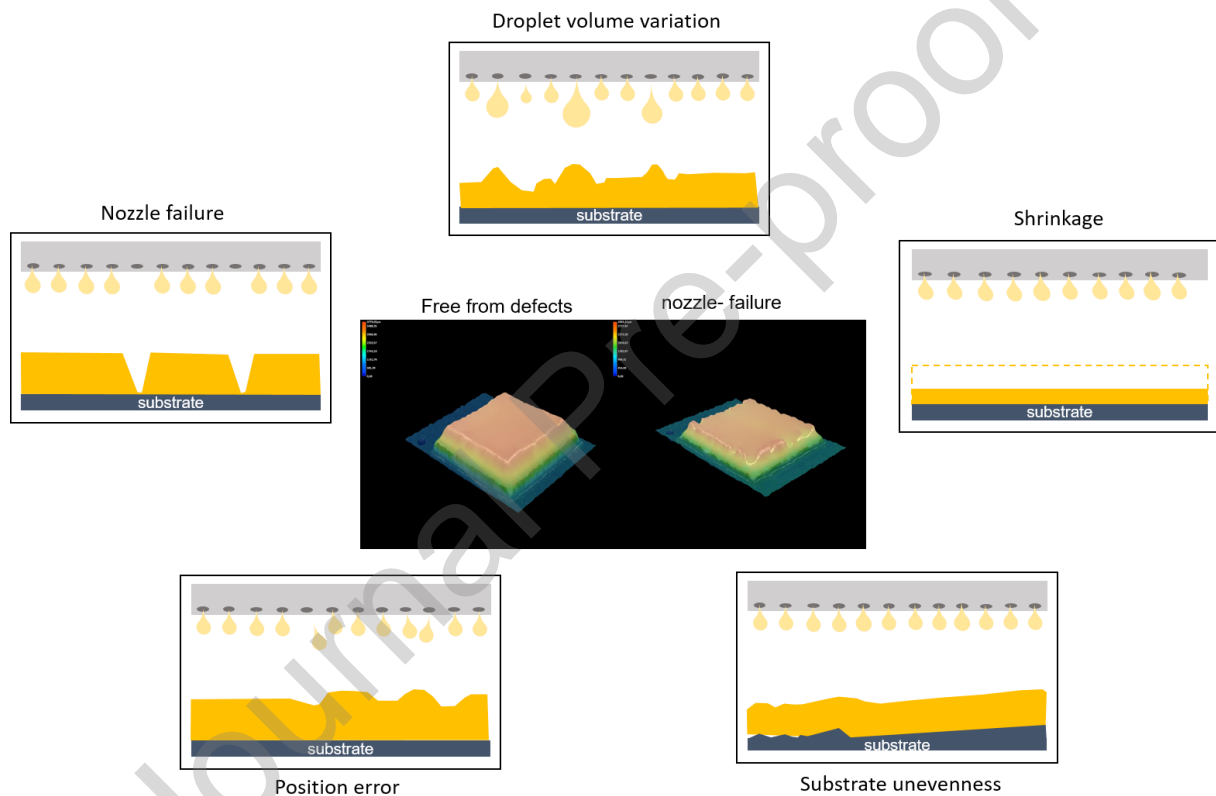 Droplet volume variation
substrate
Nozzle failure
substrate
Shrinkage
substrate
Free from defects
nozzle- failure
substrate
Position error
substrate
Substrate unevenness
Journal Pre-proof